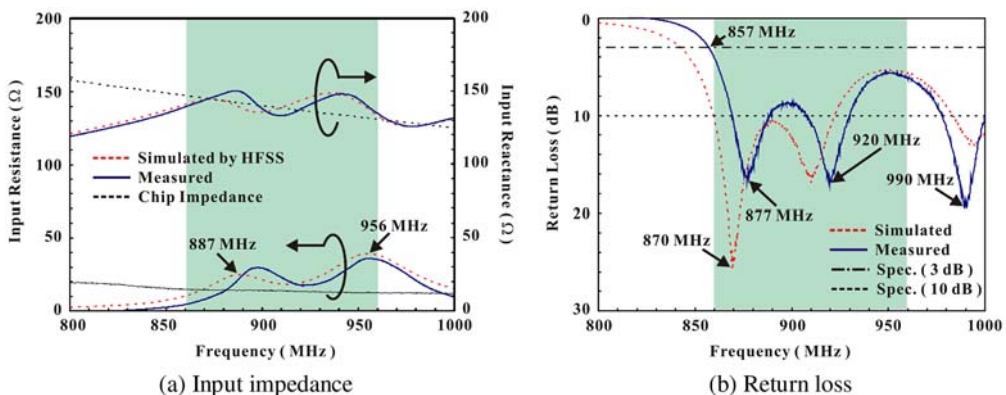 200
150
100
50
0
Input Resistance ( Ω )
200
150
100
50
0
Input Reactance ( Ω )
Simulated by HFSS
Measured
Chip Impedance
887 MHz
956 MHz
800
900
950
1000
Frequency ( MHz )
(a) Input impedance
0
10
20
30
Return Loss ( dB )
857 MHz
920 MHz
990 MHz
877 MHz
870 MHz
Simulated
Measured
Spec. ( 3 dB )
Spec. ( 10 dB )
800
850
900
950
1000
Frequency ( MHz )
(b) Return loss